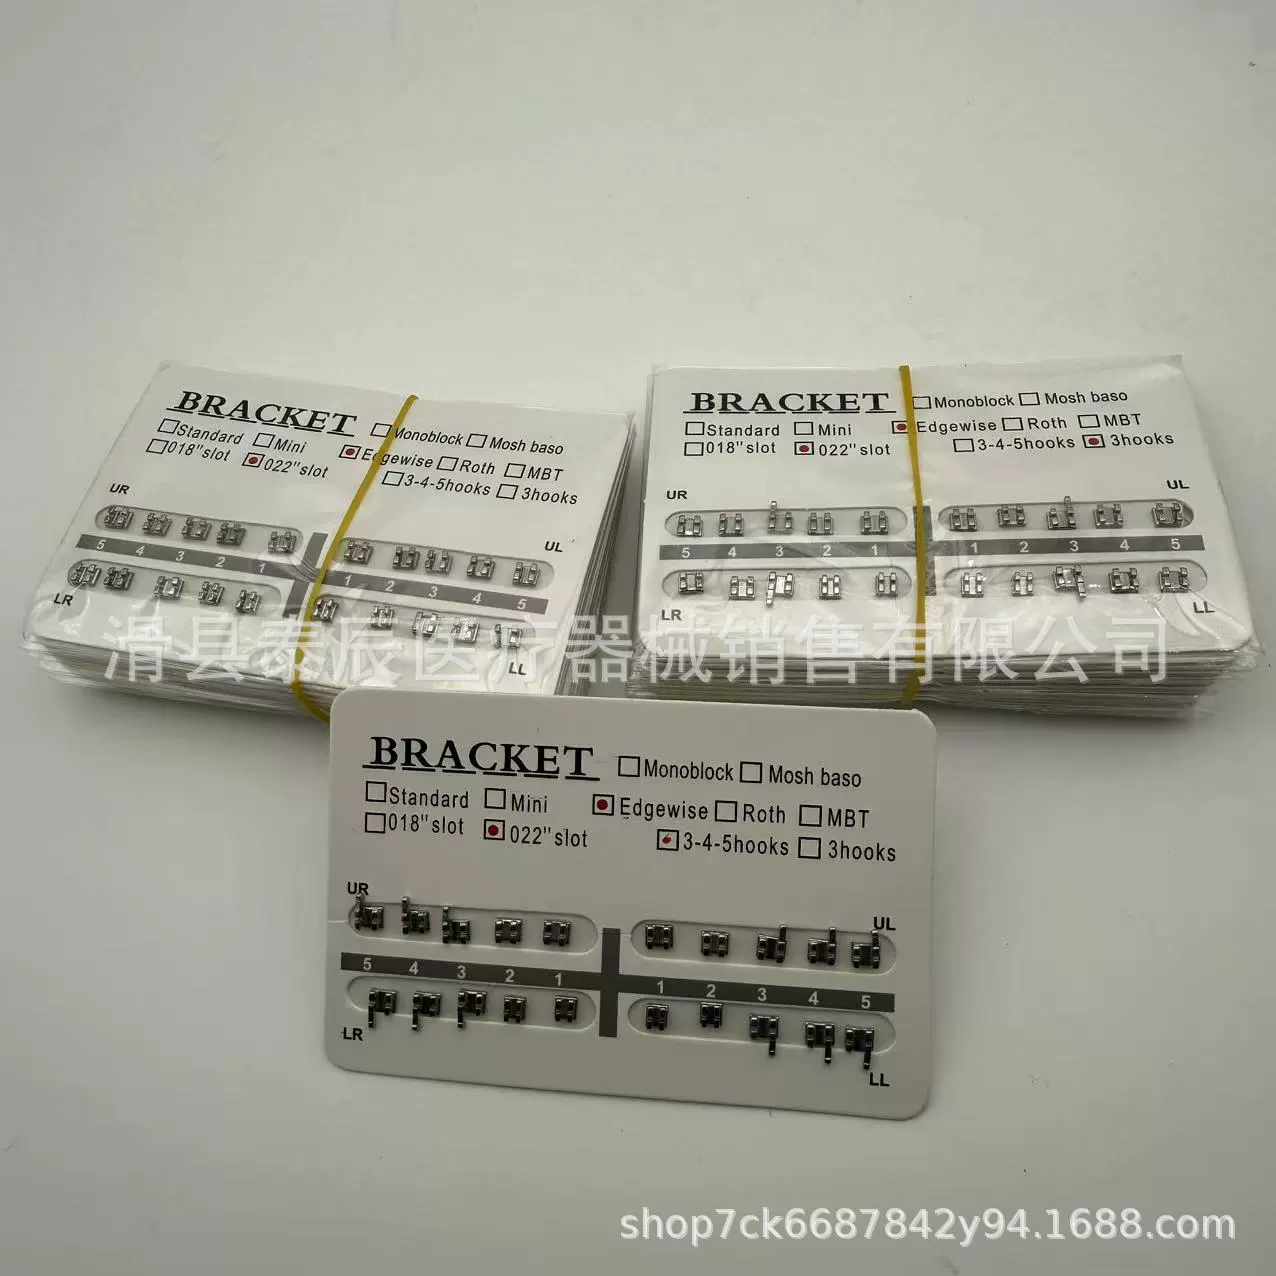 BRACKET
Monoblock Mosh baso
Standard Mini Edgewise Roth MBT
018"slot 022"slot 3-4-5hooks 3hooks
UR
UL
5 4 3 2 1 1 2 3 4 5
LR
LL
BRACKET
Monoblock Mosh baso
Standard Mini Edgewise Roth MBT
018"slot 022"slot 3-4-5hooks 3hooks
UR
UL
5 4 3 2 1 1 2 3 4 5
LR
LL
滑县泰辰医疗器械销售有限公司
BRACKET
Monoblock Mosh baso
Standard Mini Edgewise Roth MBT
018"slot 022"slot 3-4-5hooks 3hooks
UR
UL
5 4 3 2 1 1 2 3 4 5
LR
LL
shop7ck6687842y94.1688.com